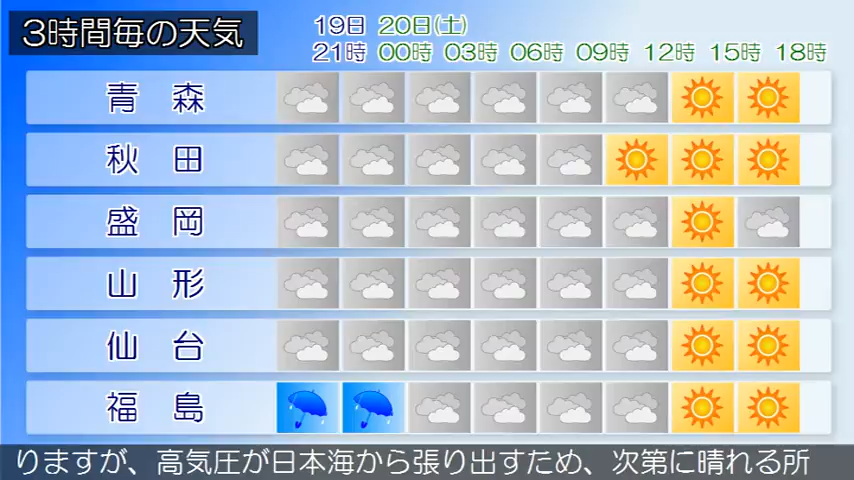 3時間毎の天気
19日 20日(土)
21時 00時 03時 06時 09時 12時 15時 18時
青森
秋田
盛岡
山形
仙台
福島
りますが、高気圧が日本海から張り出すため、次第に晴れる所